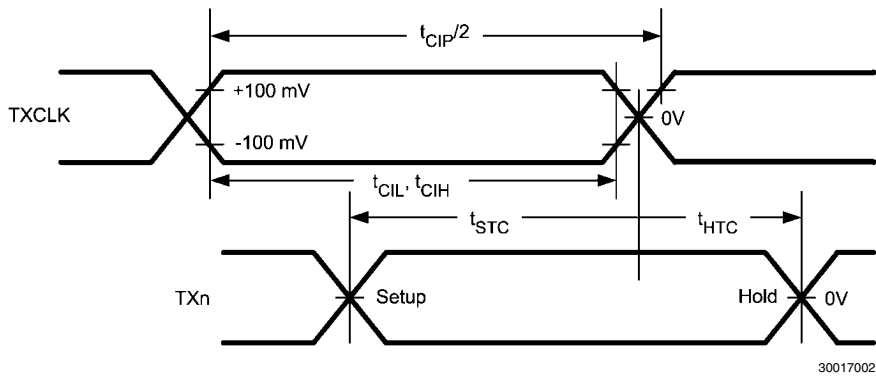 tCIP/2
+100 mV
TXCLK
0V
-100 mV
tCIL, tCIH
tSTC
tHTC
TXn
Setup
Hold
0V
30017002